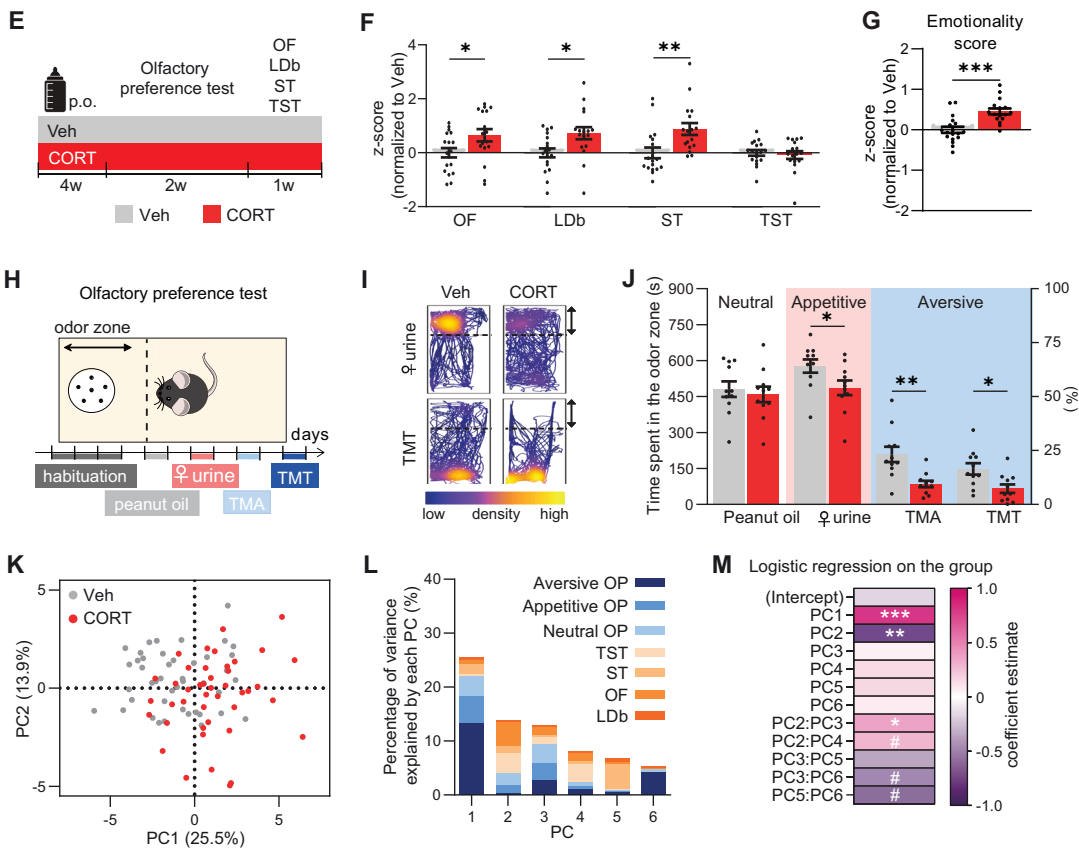 E
OF
LDb
ST
TST
Olfactory
preference test
p.o.
Veh
CORT
4w
2w
1w
Veh
CORT
F
z-score
(normalized to Veh)
4
2
0
-2
*
*
**
OF
LDb
ST
TST
G
Emotionality
score
z-score
(normalized to Veh)
2
1
0
-1
-2
***
H
Olfactory preference test
odor zone
days
habituation
♀ urine
TMT
peanut oil
TMA
I
Veh
CORT
♀ urine
TMT
low
density
high
J
Time spent in the odor zone (s)
900
750
600
450
300
150
0
Neutral
Appetitive
Aversive
*
**
*
100
75
50
25
0
(%)
Peanut oil
♀ urine
TMA
TMT
K
Veh
CORT
PC2 (13.9%)
5
0
-5
-5
0
5
PC1 (25.5%)
L
Percentage of variance
explained by each PC (%)
40
30
20
10
0
Aversive OP
Appetitive OP
Neutral OP
TST
ST
OF
LDb
1 2 3 4 5 6
PC
M
Logistic regression on the group
(Intercept)
PC1 ***
PC2 **
PC3
PC4
PC5
PC6
PC2:PC3 *
PC2:PC4 #
PC3:PC5
PC3:PC6 #
PC5:PC6 #
1.0
0.5
0
-0.5
-1.0
coefficient estimate